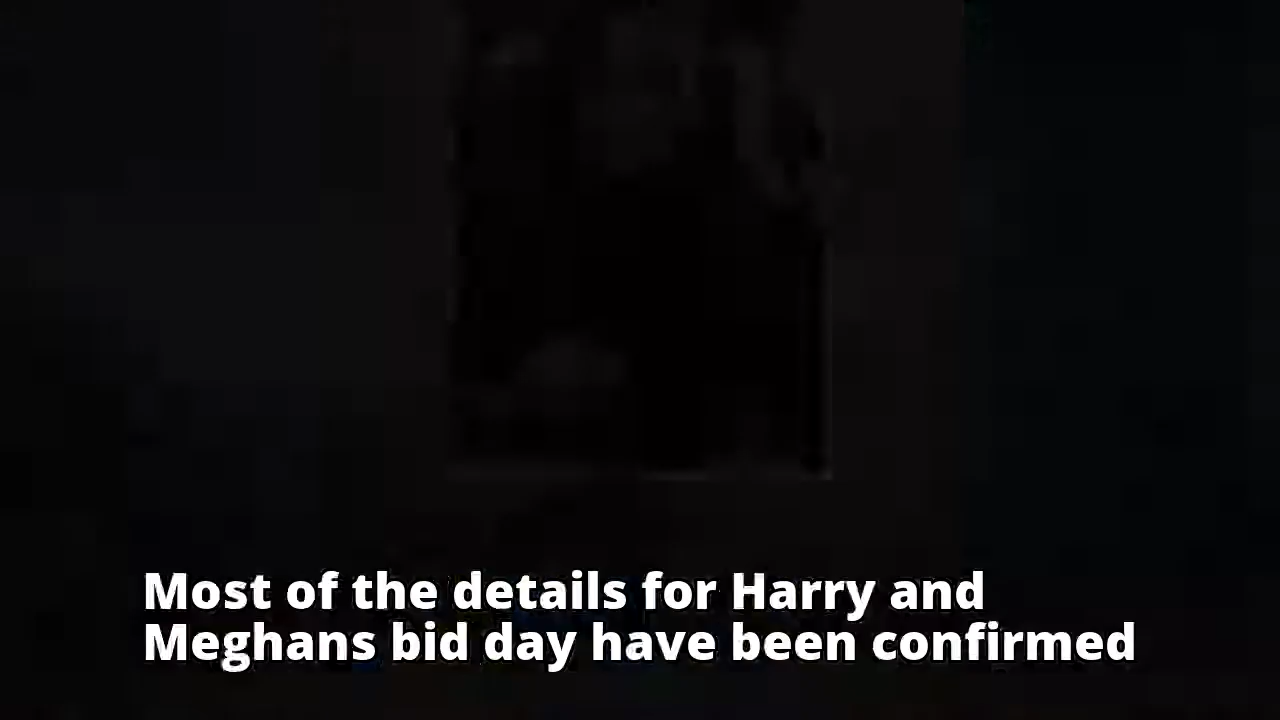 Most of the details for Harry and
Meghans bid day have been confirmed